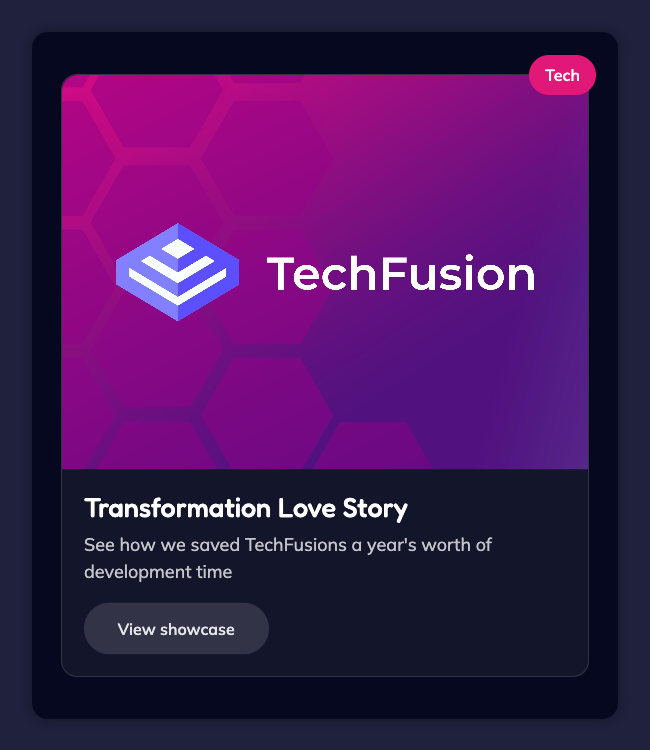 Tech
TechFusion
Transformation Love Story
See how we saved TechFusions a year's worth of
development time
View showcase